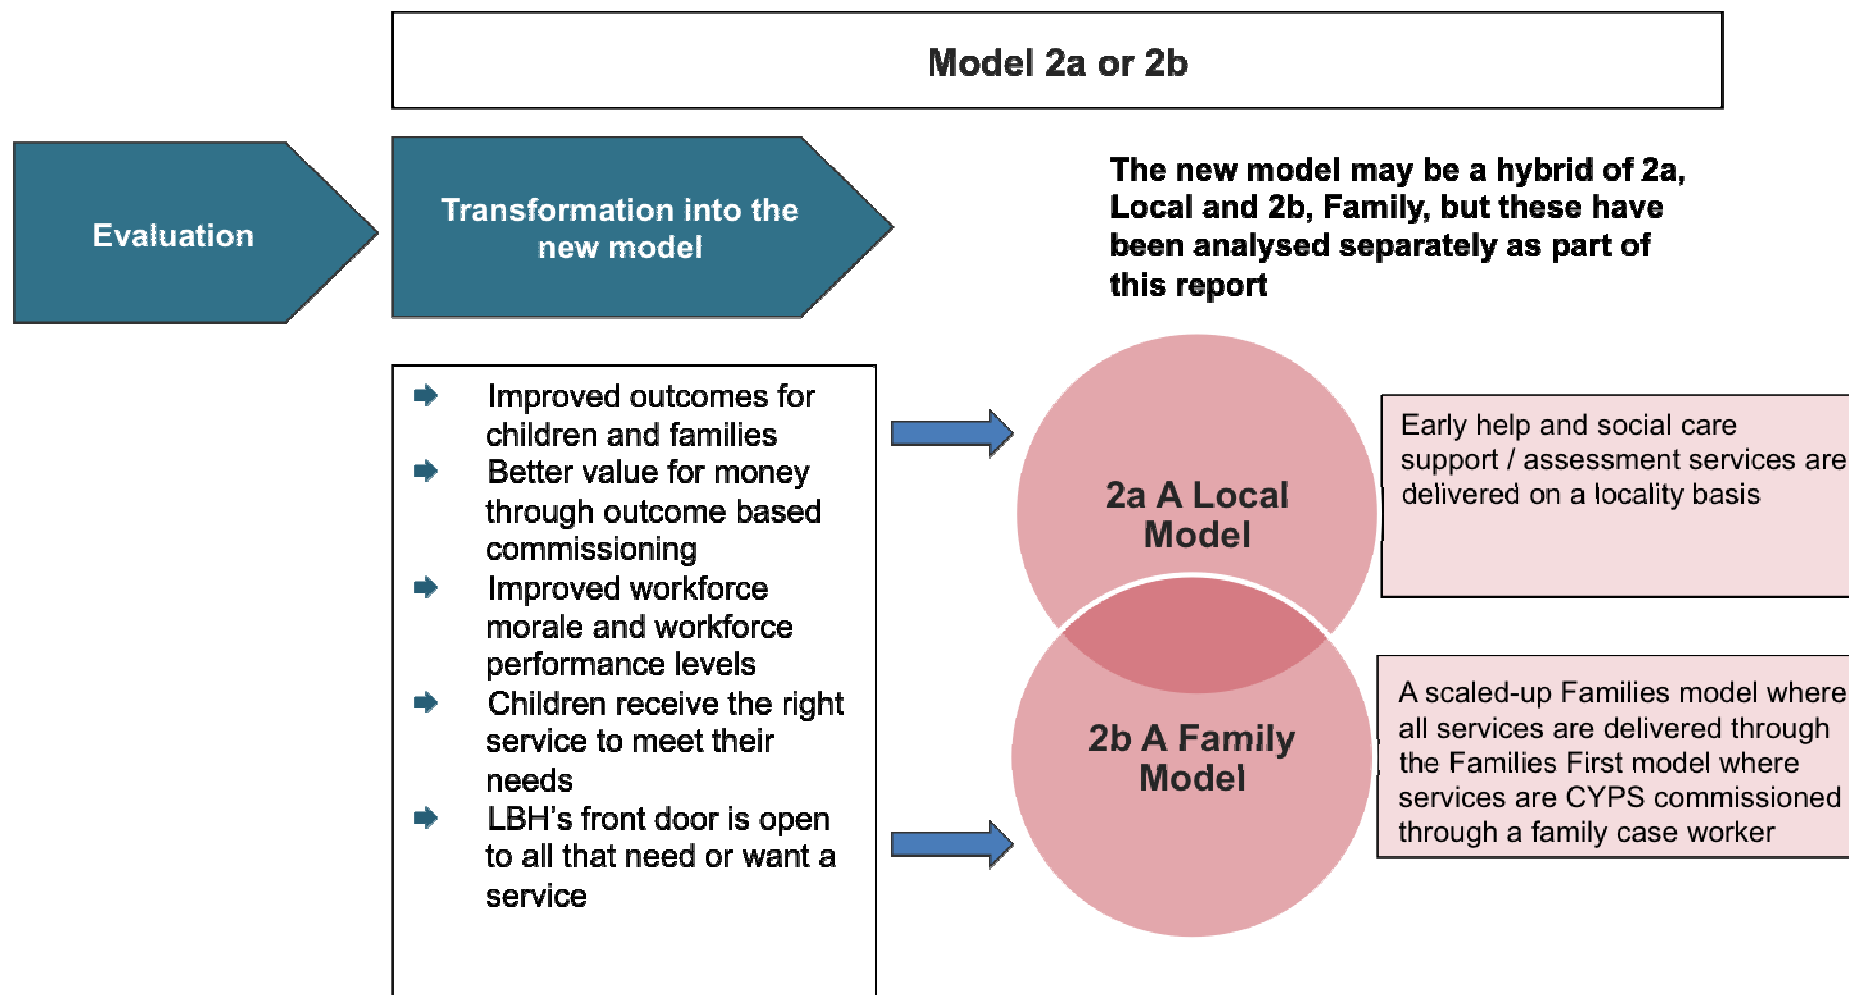 Model 2a or 2b
Evaluation
Transformation into the
new model
The new model may be a hybrid of 2a,
Local and 2b, Family, but these have
been analysed separately as part of
this report
Improved outcomes for
children and families
Better value for money
through outcome based
commissioning
Improved workforce
morale and workforce
performance levels
Children receive the right
service to meet their
needs
LBH’s front door is open
to all that need or want a
service
2a A Local
Model
Early help and social care
support / assessment services are
delivered on a locality basis
2b A Family
Model
A scaled-up Families model where
all services are delivered through
the Families First model where
services are CYPS commissioned
through a family case worker